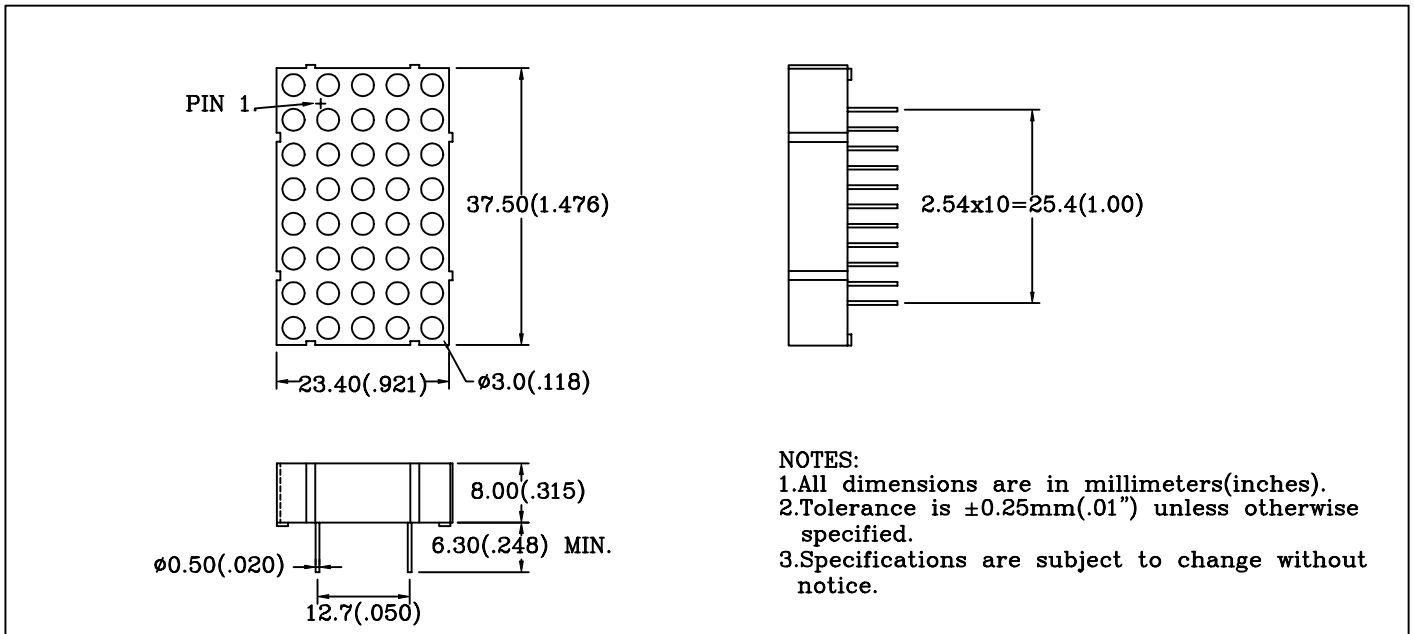 PIN 1
37.50(1.476)
23.40(.921)
ø3.0(.118)
2.54x10=25.4(1.00)
8.00(.315)
6.30(.248) MIN.
ø0.50(.020)
12.7(.050)
NOTES:
1.All dimensions are in millimeters(inches).
2.Tolerance is ±0.25mm(.01") unless otherwise
specified.
3.Specifications are subject to change without
notice.